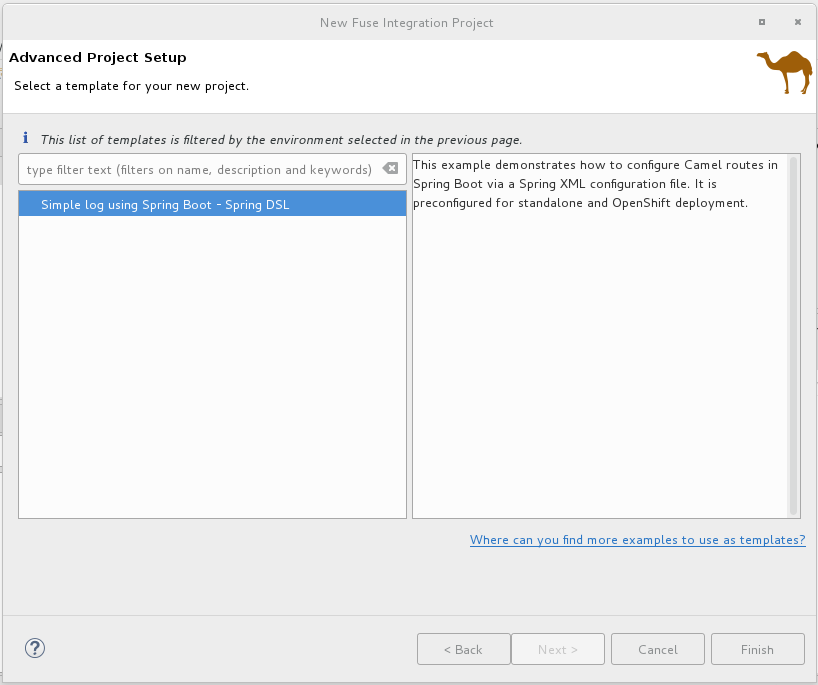 New Fuse Integration Project
Advanced Project Setup
Select a template for your new project.
This list of templates is filtered by the environment selected in the previous page.
type filter text (filters on name, description and keywords)
Simple log using Spring Boot - Spring DSL
This example demonstrates how to configure Camel routes in
Spring Boot via a Spring XML configuration file. It is
preconfigured for standalone and OpenShift deployment.
Where can you find more examples to use as templates?
< Back
Next >
Cancel
Finish